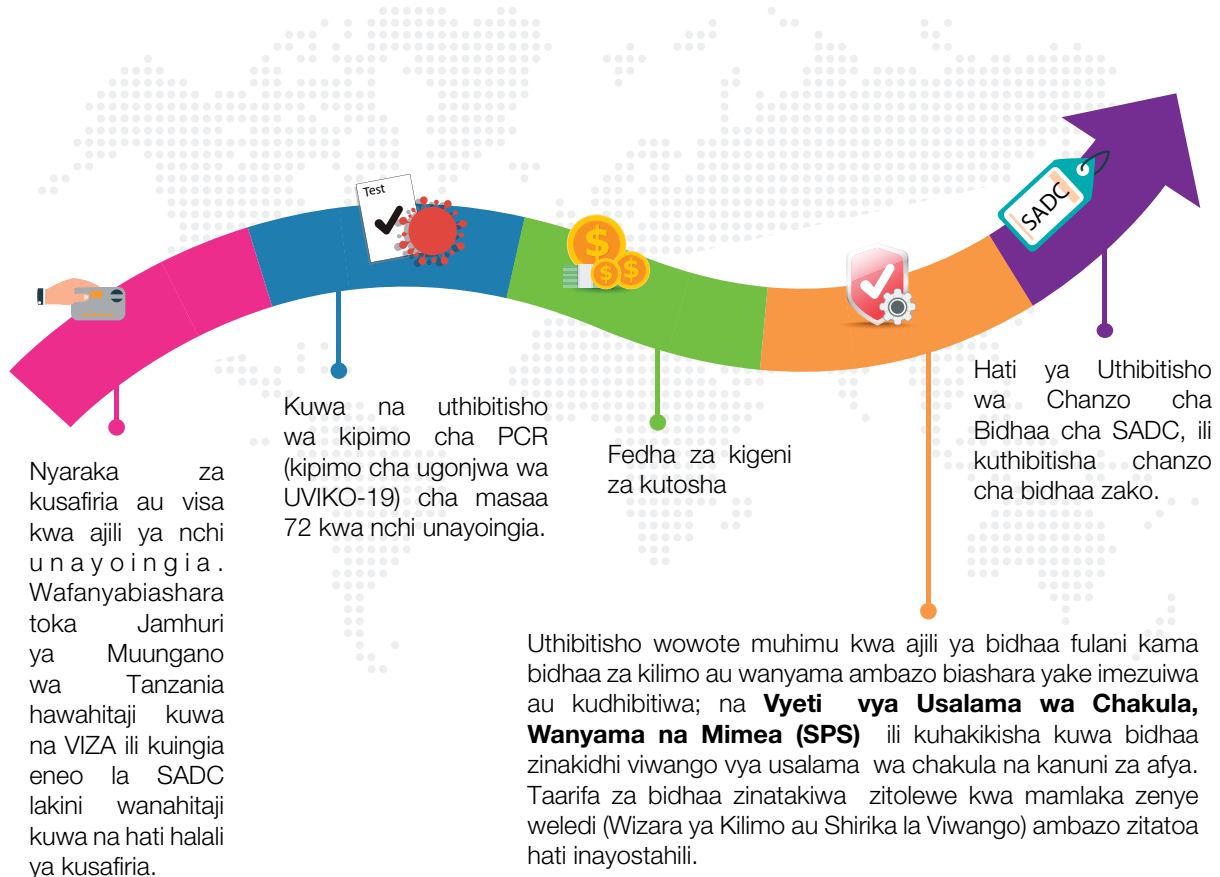 Test
SADC
Nyaraka za
kusafiria au visa
kwa ajili ya nchi
unayoingia.
Wafanyabiashara
toka Jamhuri
ya Muungano
wa Tanzania
hawahitaji kuwa
na VIZA ili kuingia
eneo la SADC
lakini wanahitaji
kuwa na hati halali
ya kusafiria.
Kuwa na uthibitisho
wa kipimo cha PCR
(kipimo cha ugonjwa wa
UVIKO-19) cha masaa
72 kwa nchi unayoingia.
Fedha za kigeni
za kutosha
Uthibitisho wowote muhimu kwa ajili ya bidhaa fulani kama
bidhaa za kilimo au wanyama ambazo biashara yake imezuiwa
au kudhibitiwa; na Vyeti vya Usalama wa Chakula,
Wanyama na Mimea (SPS) ili kuhakikisha kuwa bidhaa
zinakidhi viwango vya usalama wa chakula na kanuni za afya.
Taarifa za bidhaa zinatakiwa zitolewe kwa mamlaka zenye
weledi (Wizara ya Kilimo au Shirika la Viwango) ambazo zitatoa
hati inayostahili.
Hati ya Uthibitisho
wa Chanzo cha
Bidhaa cha SADC, ili
kuthibitisha chanzo
cha bidhaa zako.